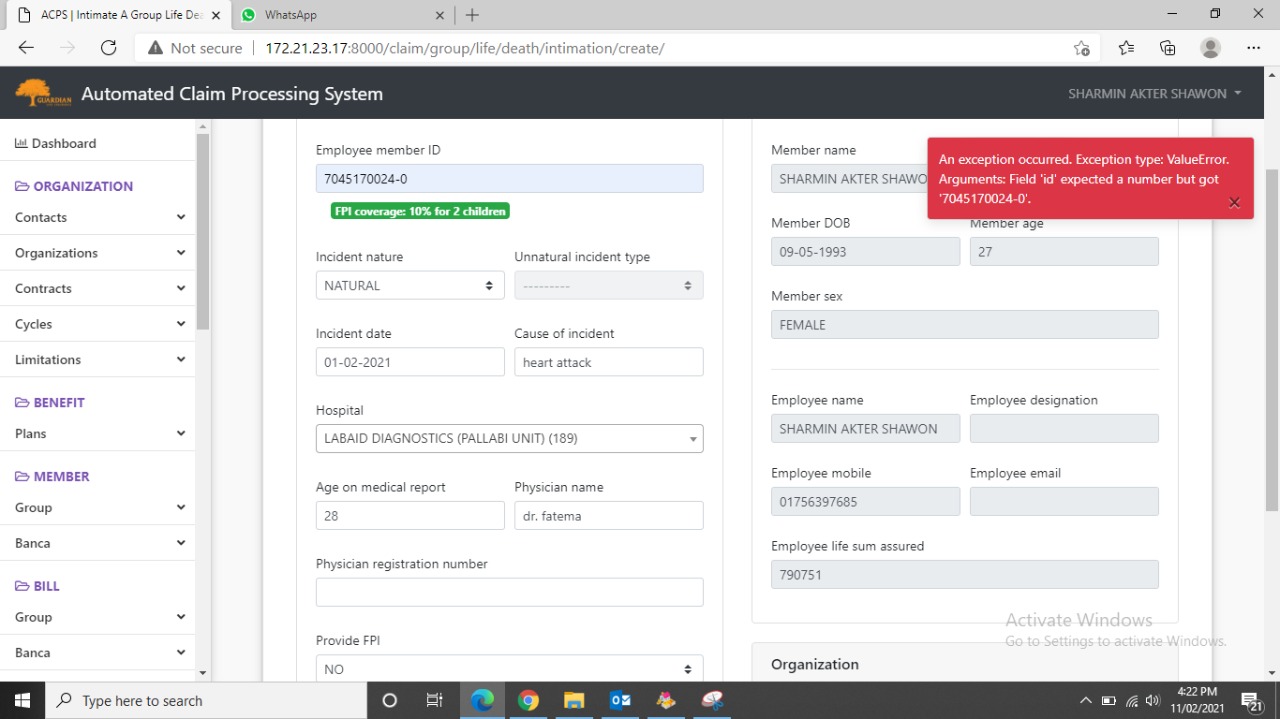 ACPS | Intimate A Group Life Dea
WhatsApp
Not secure
172.21.23.17:8000/claim/group/life/death/intimation/create/
GUARDIAN
Automated Claim Processing System
SHARMIN AKTER SHAWON
Dashboard
ORGANIZATION
Contacts
Organizations
Contracts
Cycles
Limitations
BENEFIT
Plans
MEMBER
Group
Banca
BILL
Group
Banca
Employee member ID
7045170024-0
FPI coverage: 10% for 2 children
Incident nature Unnatural incident type
NATURAL ---------
Incident date Cause of incident
01-02-2021 heart attack
Hospital
LABAID DIAGNOSTICS (PALLABI UNIT) (189)
Age on medical report Physician name
28 dr. fatema
Physician registration number
Provide FPI
NO
Member name
SHARMIN AKTER SHAWO
An exception occurred. Exception type: ValueError.
Arguments: Field 'id' expected a number but got
'7045170024-0'.
Member DOB Member age
09-05-1993 27
Member sex
FEMALE
Employee name Employee designation
SHARMIN AKTER SHAWON
Employee mobile Employee email
01756397685
Employee life sum assured
790751
Activate Windows
Go to Settings to activate Windows.
Organization
Type here to search
4:22 PM
11/02/2021
21